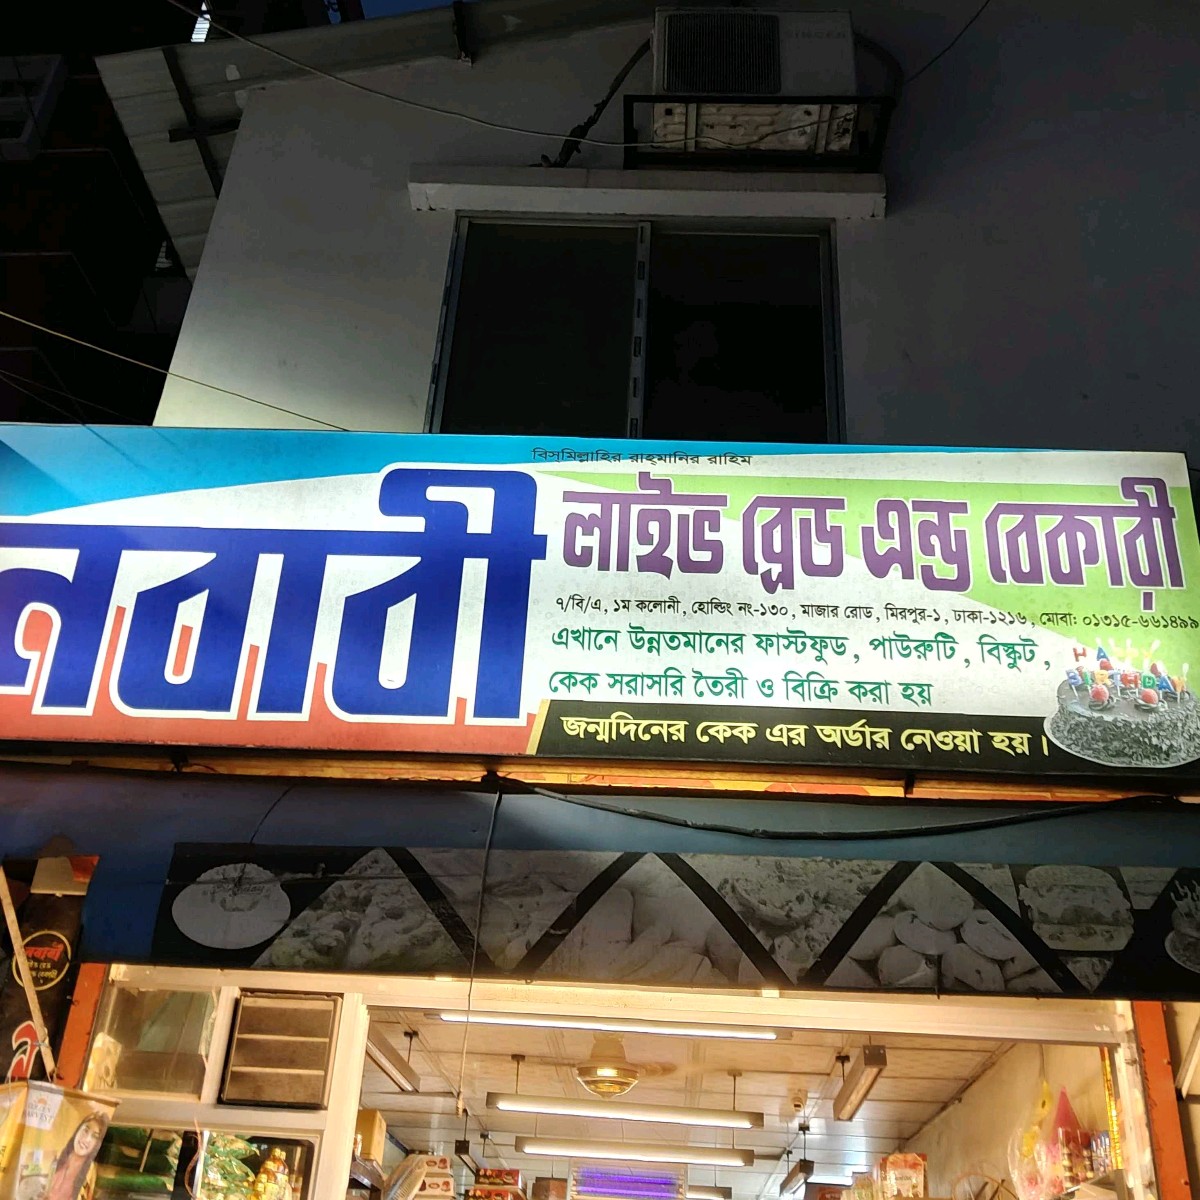 বিসমিল্লাহির রাহমানির রাহিম
নবাবী
লাইভ ব্রেড এন্ড বেকারী
৭/বি/এ, ১ম কলোনী, হোল্ডিং নং-১৩০, মাজার রোড, মিরপুর-১, ঢাকা-১২১৬, মোবা: ০১৩১৫-৬৬১৪৯৯
এখানে উন্নতমানের ফাস্টফুড, পাউরুটি, বিস্কুট,
কেক সরাসরি তৈরী ও বিক্রি করা হয়
জন্মদিনের কেক এর অর্ডার নেওয়া হয়।
HAPPY
BIRTHDAY
SINGER